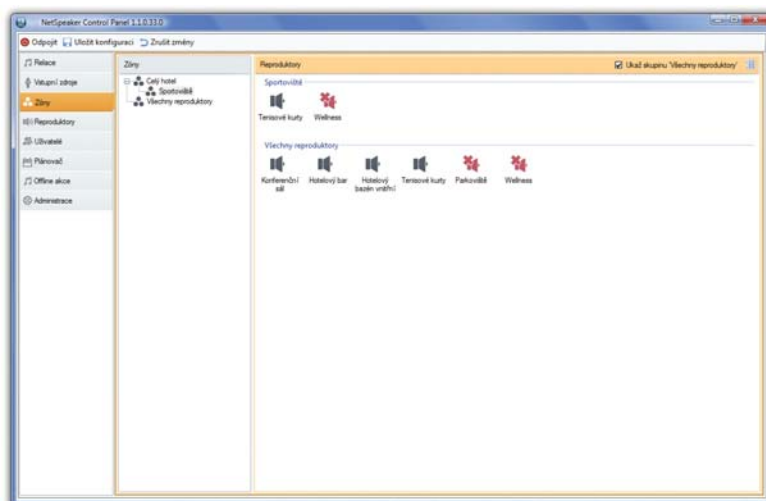 NetSpeaker Control Panel 1.1.0.33.0
Odpojit Uložit konfiguraci Zrušit změny
Relace
Vstupní zdroje
Zóny
Reproduktory
Uživatelé
Plánovač
Offline akce
Administrace
Zóny
Celý hotel
Sportoviště
Všechny reproduktory
Reproduktory
Ukaž skupinu 'Všechny reproduktory'
Sportoviště
Tenisové kurty Wellness
Všechny reproduktory
Konferenční sál Hotelový bar Hotelový bazén vnitřní Tenisové kurty Parkoviště Wellness